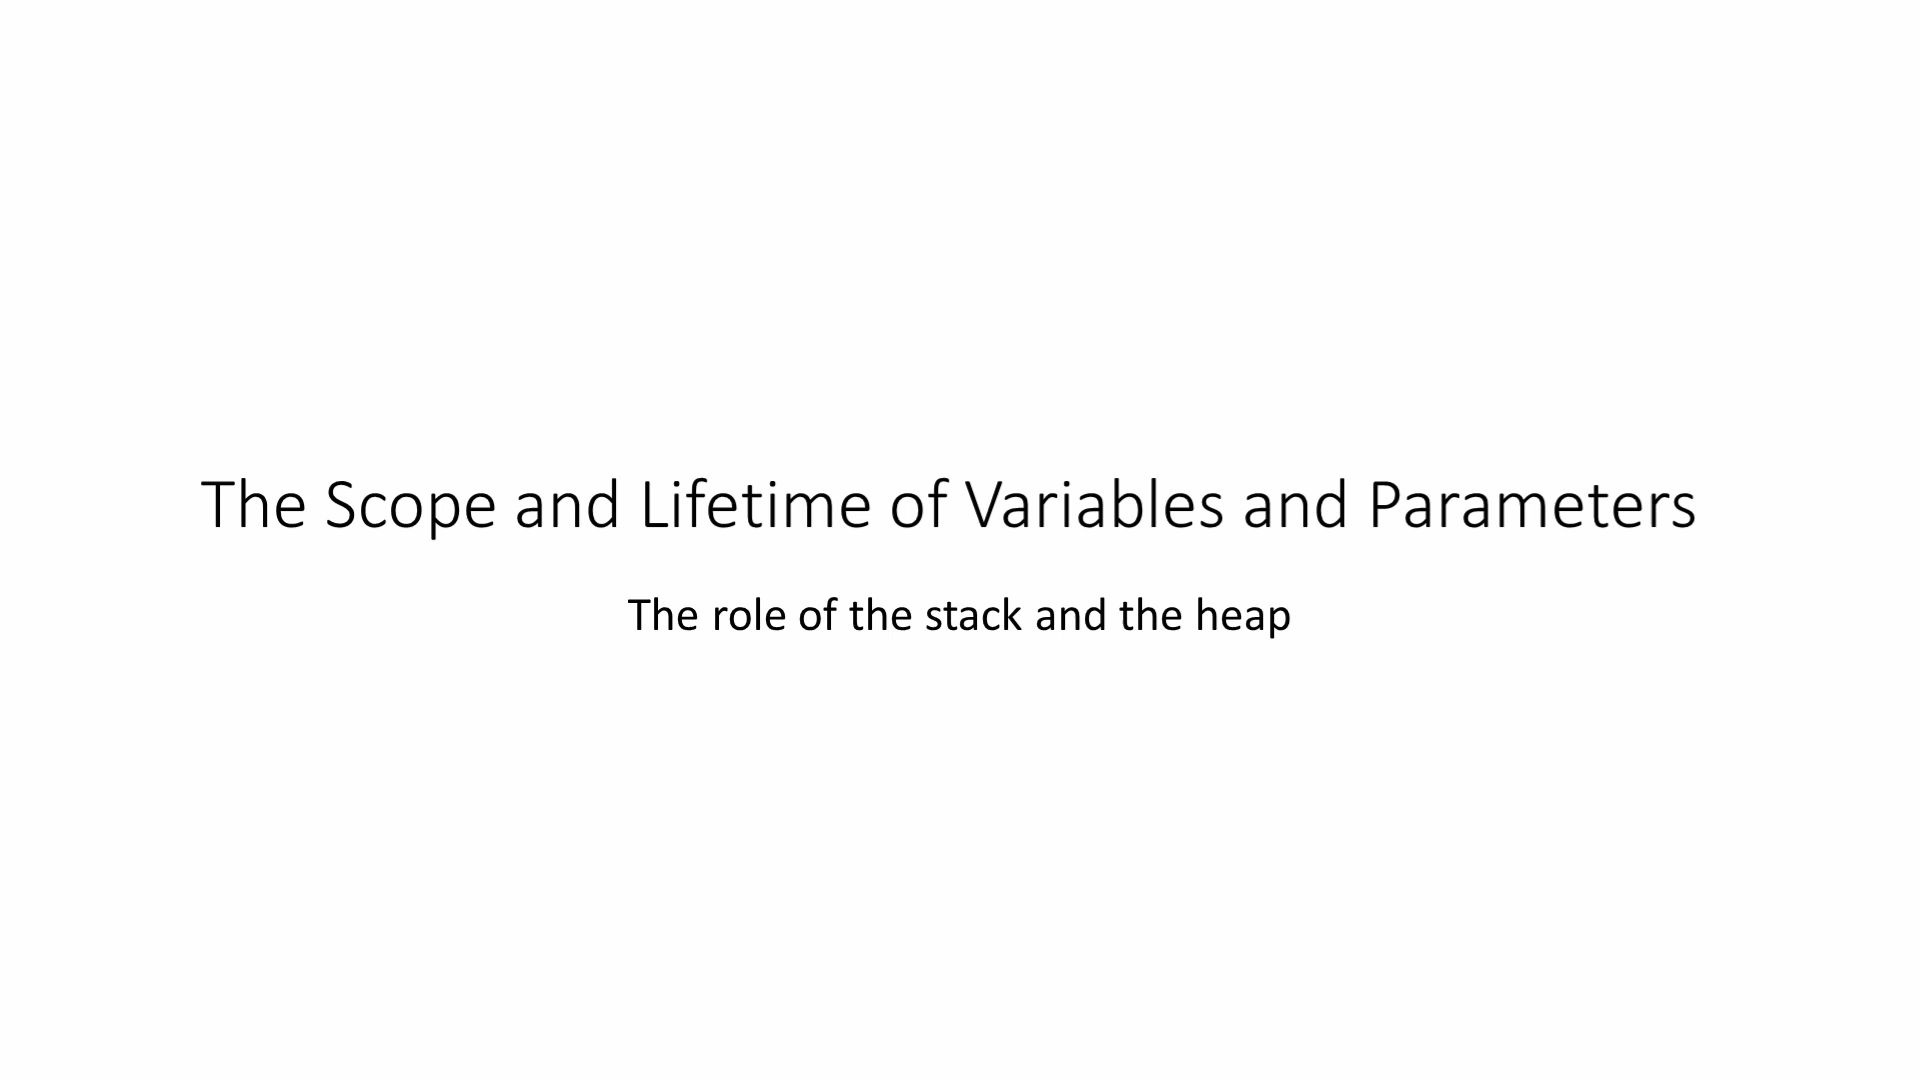 The Scope and Lifetime of Variables and Parameters
The role of the stack and the heap